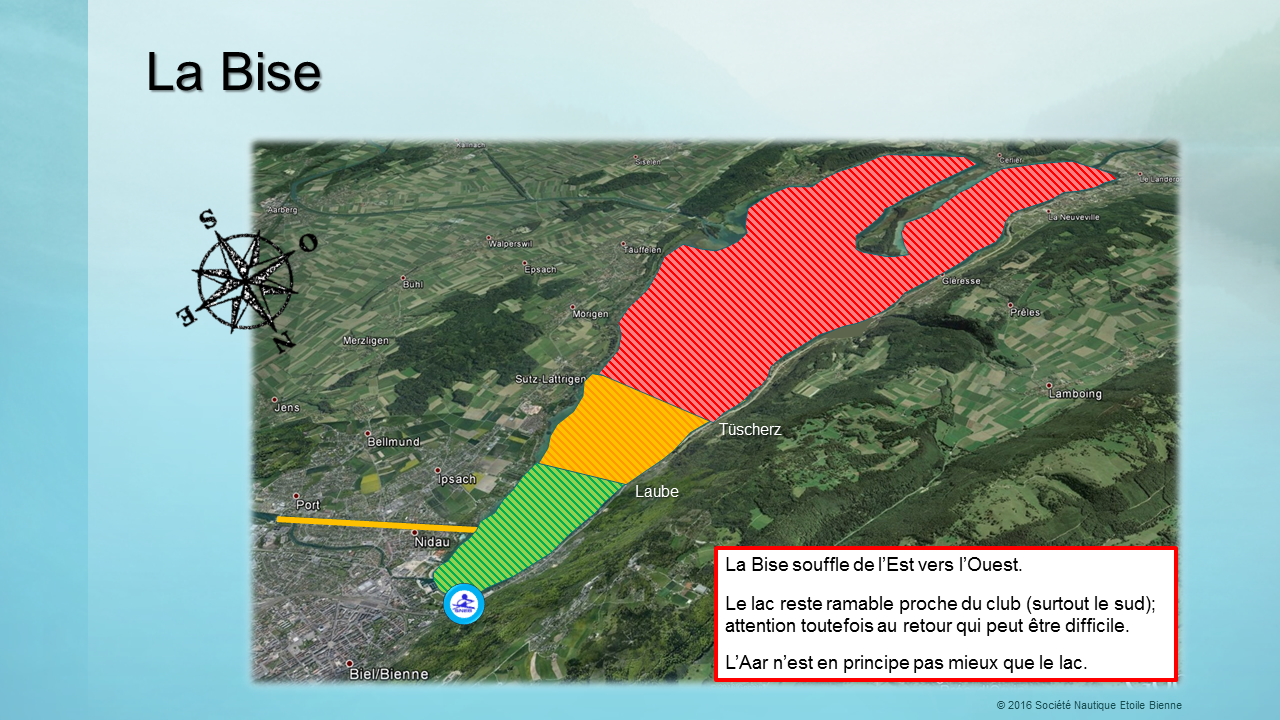 La Bise
Kallnach
Siselen
Cerlier
Le Landeron
Aarberg
La Neuveville
Walperswil
Täuffelen
Epsach
Bühl
Gléresse
Mörigen
Prêles
Merzligen
Sutz-Lattrigen
Lamboing
Jens
Tüscherz
Bellmund
Ipsach
Laube
Port
Nidau
Biel/Bienne
S
O
E
N
SNEB
La Bise souffle de l’Est vers l’Ouest.
Le lac reste ramable proche du club (surtout le sud);
attention toutefois au retour qui peut être difficile.
L’Aar n’est en principe pas mieux que le lac.
© 2016 Société Nautique Etoile Bienne